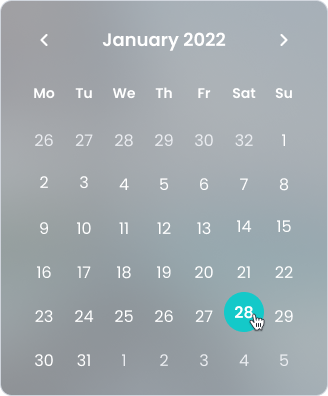 January 2022
Mo Tu We Th Fr Sat Su
26 27 28 29 30 32 1
2 3 4 5 6 7 8
9 10 11 12 13 14 15
16 17 18 19 20 21 22
23 24 25 26 27 28 29
30 31 1 2 3 4 5